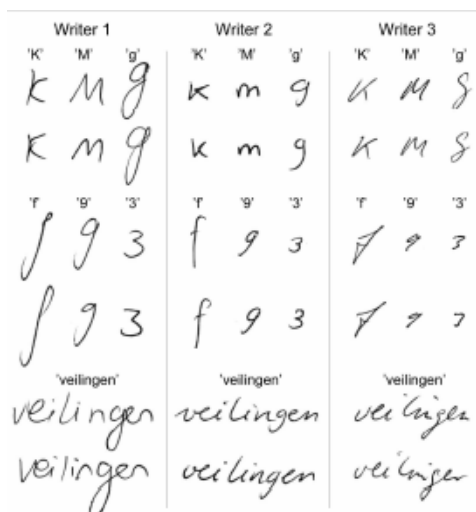 Writer 1 Writer 2 Writer 3
'K' 'M' 'g' 'K' 'M' 'g' 'K' 'M' 'g'
K M g K m g K M g
K M g K m g K M g
'f' '9' '3' 'f' '9' '3' 'f' '9' '3'
f 9 3 f 9 3 f 9 3
f 9 3 f 9 3 f 9 3
'veilingen' 'veilingen' 'veilingen'
veilingen veilingen veilingen
veilingen veilingen veilinger